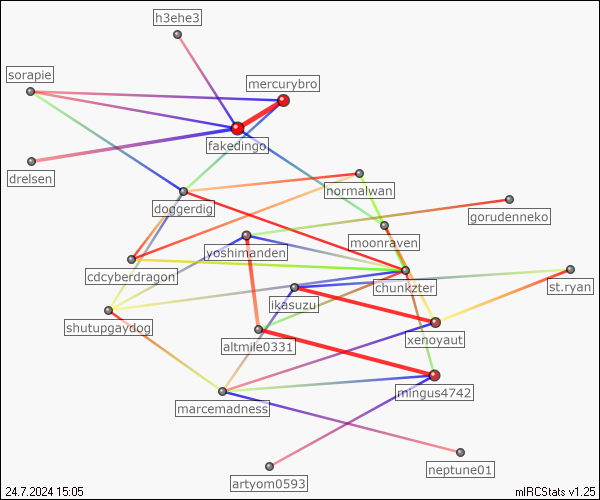 h3ehe3
sorapie
mercurybro
fakedingo
drelsen
normalwan
doggerdig
gorudenneko
moonraven
yoshimanden
cdcyberdragon
chunkzter
st.ryan
ikasuzu
shutupgaydog
xenoyaut
altmile0331
mingus4742
marcemadness
neptune01
artyom0593
24.7.2024 15:05
mIRCStats v1.25